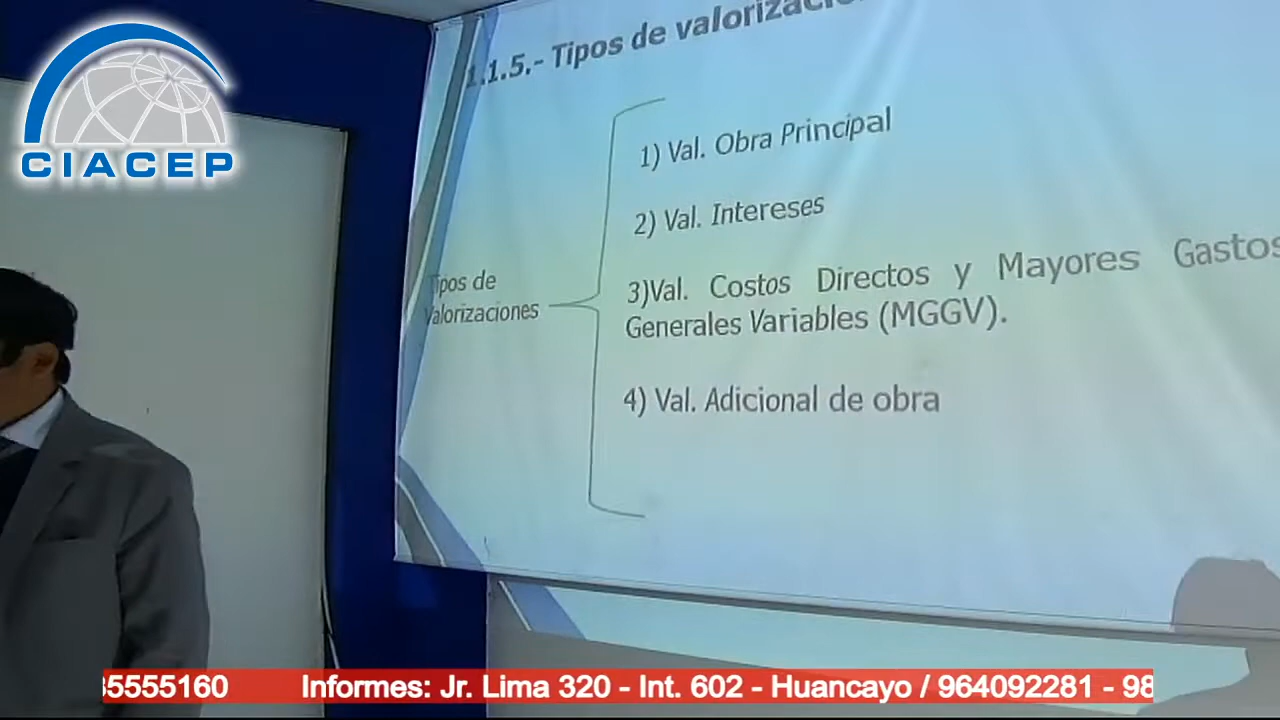 CIACEP
1.1.5.- Tipos de
1) Val. Obra Principal
2) Val. Intereses
Tipos de
Valorizaciones
3)Val. Costos Directos y Mayores Gastos
Generales Variables (MGGV).
4) Val. Adicional de obra
35555160 Informes: Jr. Lima 320 - Int. 602 - Huancayo / 964092281 - 98